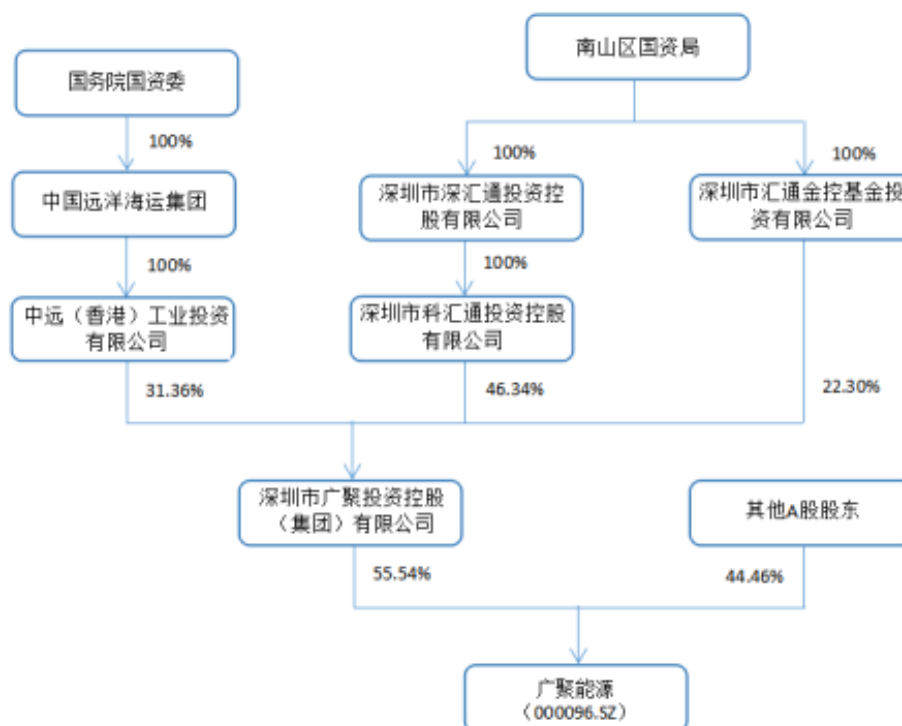 南山区国资局
国务院国资委
100%
100%
100%
中国远洋海运集团
深圳市深汇通投资控
股有限公司
深圳市汇通金控基金投
资有限公司
100%
100%
中远（香港）工业投资
有限公司
深圳市科汇通投资控股
有限公司
31.36%
46.34%
22.30%
深圳市广聚投资控股
（集团）有限公司
其他A股股东
55.54%
44.46%
广聚能源
（000096.SZ）